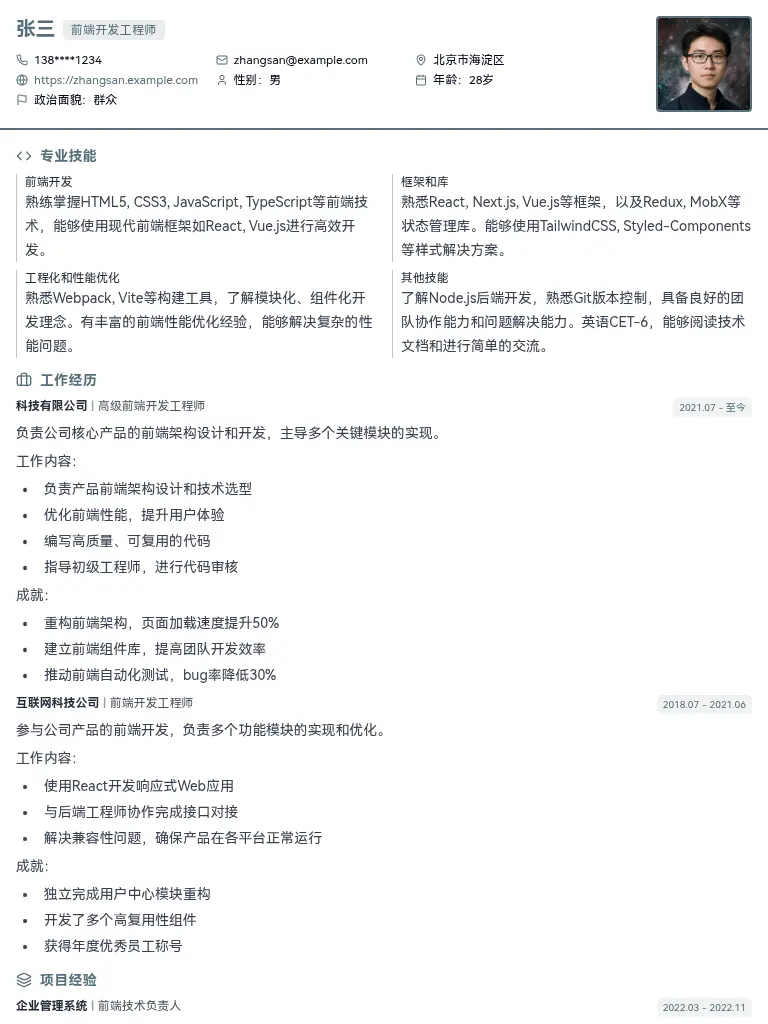 张三 前端开发工程师
138****1234 zhangsan@example.com 北京市海淀区
https://zhangsan.example.com 性别：男 年龄：28岁
政治面貌：群众
专业技能
前端开发
熟练掌握HTML5, CSS3, JavaScript, TypeScript等前端技
术，能够使用现代前端框架如React, Vue.js进行高效开
发。
框架和库
熟悉React, Next.js, Vue.js等框架，以及Redux, MobX等
状态管理库。能够使用TailwindCSS, Styled-Components
等样式解决方案。
工程化和性能优化
熟悉Webpack, Vite等构建工具，了解模块化、组件化开
发理念。有丰富的前端性能优化经验，能够解决复杂的性
能问题。
其他技能
了解Node.js后端开发，熟悉Git版本控制，具备良好的团
队协作能力和问题解决能力。英语CET-6，能够阅读技术
文档和进行简单的交流。
工作经历
科技有限公司 | 高级前端开发工程师 2021.07 - 至今
负责公司核心产品的前端架构设计和开发，主导多个关键模块的实现。
工作内容：
• 负责产品前端架构设计和技术选型
• 优化前端性能，提升用户体验
• 编写高质量、可复用的代码
• 指导初级工程师，进行代码审核
成就：
• 重构前端架构，页面加载速度提升50%
• 建立前端组件库，提高团队开发效率
• 推动前端自动化测试，bug率降低30%
互联网科技公司 | 前端开发工程师 2018.07 - 2021.06
参与公司产品的前端开发，负责多个功能模块的实现和优化。
工作内容：
• 使用React开发响应式Web应用
• 与后端工程师协作完成接口对接
• 解决兼容性问题，确保产品在各平台正常运行
成就：
• 独立完成用户中心模块重构
• 开发了多个高复用性组件
• 获得年度优秀员工称号
项目经验
企业管理系统 | 前端技术负责人 2022.03 - 2022.11